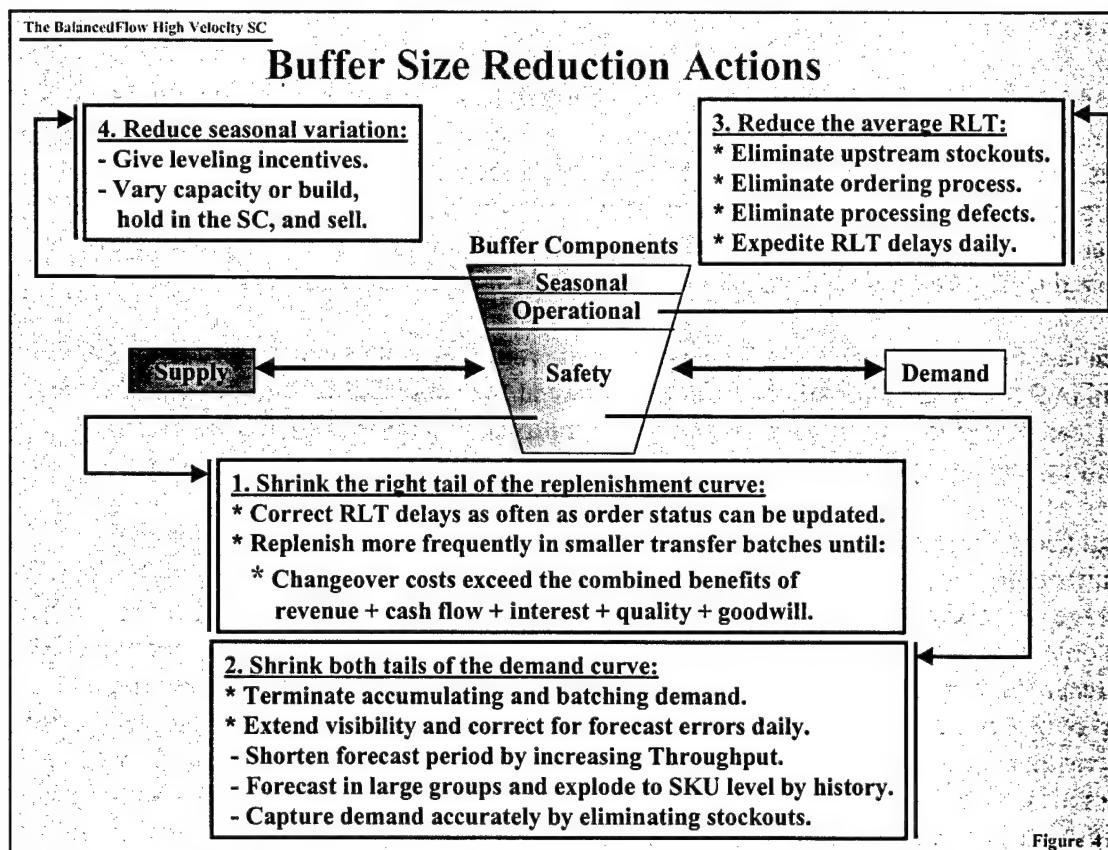 The BalancedFlow High Velocity SC
Buffer Size Reduction Actions
4. Reduce seasonal variation:
- Give leveling incentives.
- Vary capacity or build,
hold in the SC, and sell.
3. Reduce the average RLT:
* Eliminate upstream stockouts.
* Eliminate ordering process.
* Eliminate processing defects.
* Expedite RLT delays daily.
Buffer Components
Seasonal
Operational
Supply
Safety
Demand
1. Shrink the right tail of the replenishment curve:
* Correct RLT delays as often as order status can be updated.
* Replenish more frequently in smaller transfer batches until:
* Changeover costs exceed the combined benefits of
revenue + cash flow + interest + quality + goodwill.
2. Shrink both tails of the demand curve:
* Terminate accumulating and batching demand.
* Extend visibility and correct for forecast errors daily.
- Shorten forecast period by increasing Throughput.
- Forecast in large groups and explode to SKU level by history.
- Capture demand accurately by eliminating stockouts.
Figure 4